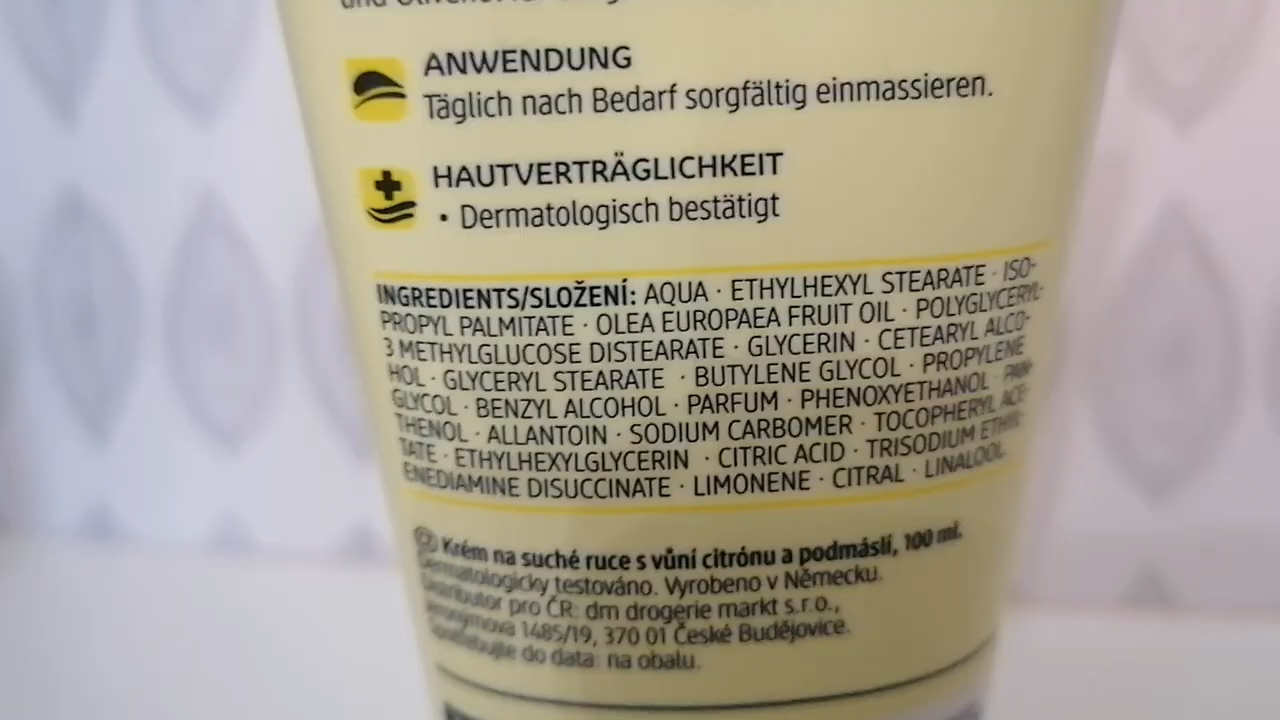 ANWENDUNG
Täglich nach Bedarf sorgfältig einmassieren.
HAUTVERTRÄGLICHKEIT
• Dermatologisch bestätigt
INGREDIENTS/SLOŽENÍ: AQUA · ETHYLHEXYL STEARATE · ISO-
PROPYL PALMITATE · OLEA EUROPAEA FRUIT OIL · POLYGLYCERYL-
3 METHYLGLUCOSE DISTEARATE · GLYCERIN · CETEARYL ALCO-
HOL · GLYCERYL STEARATE · BUTYLENE GLYCOL · PROPYLENE
GLYCOL · BENZYL ALCOHOL · PARFUM · PHENOXYETHANOL · PAN-
THENOL · ALLANTOIN · SODIUM CARBOMER · TOCOPHERYL ACE-
TATE · ETHYLHEXYLGLYCERIN · CITRIC ACID · TRISODIUM ETHYL-
ENEDIAMINE DISUCCINATE · LIMONENE · CITRAL · LINALOOL
CZ Krém na suché ruce s vůní citrónu a podmáslí, 100 ml.
Dermatologicky testováno. Vyrobeno v Německu.
Distributor pro ČR: dm drogerie markt s.r.o.,
Jeronýmova 1485/19, 370 01 České Budějovice.
Spotřebujte do data: na obalu.